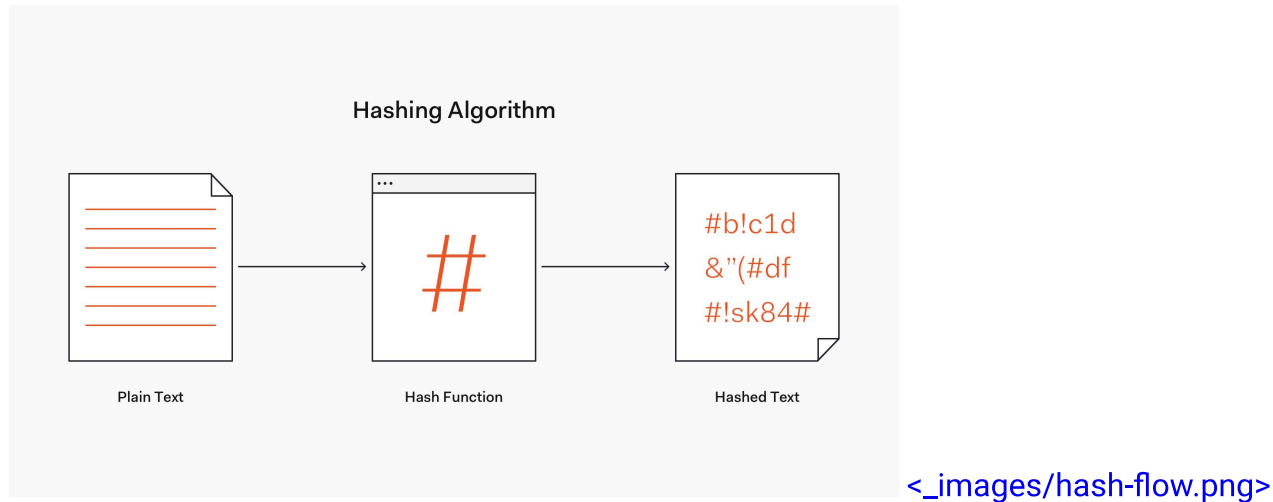 Hashing Algorithm
#
#b!c1d
&”(#df
#!sk84#
Plain Text
Hash Function
Hashed Text
<_images/hash-flow.png>